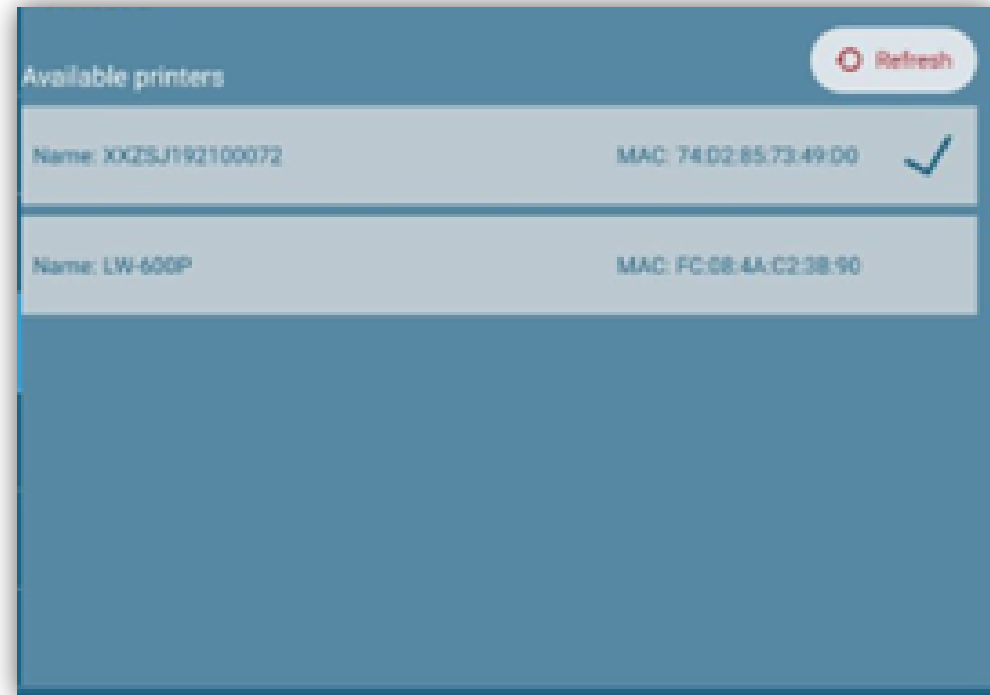 Refresh
Available printers
Name: XXZSJ192100072 MAC: 74:D2:85:73:49:D0
Name: LW-600P MAC: FC:08:4A:C2:3B:90